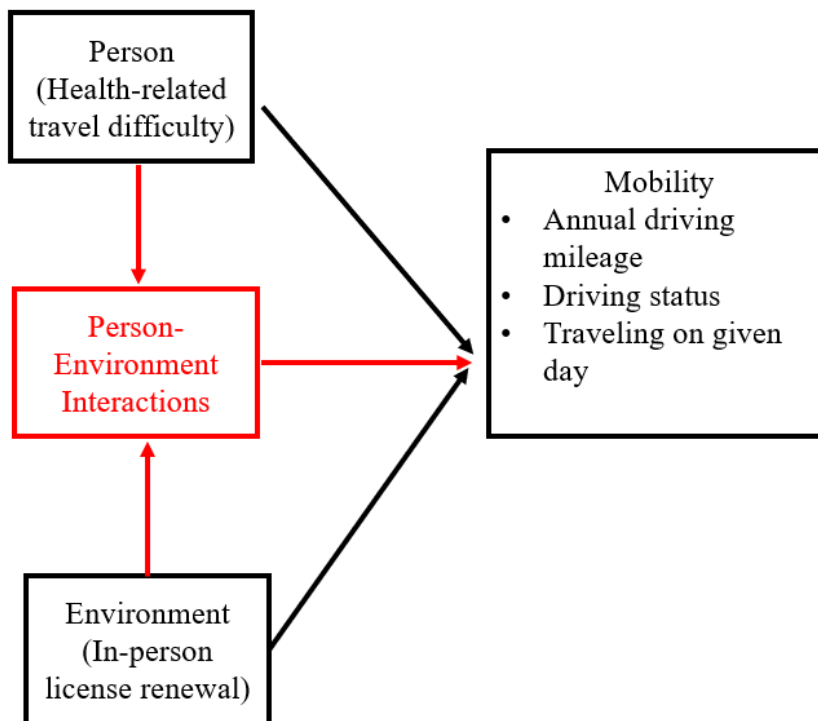 Person
(Health-related
travel difficulty)
Mobility
• Annual driving
mileage
• Driving status
• Traveling on given
day
Person-
Environment
Interactions
Environment
(In-person
license renewal)